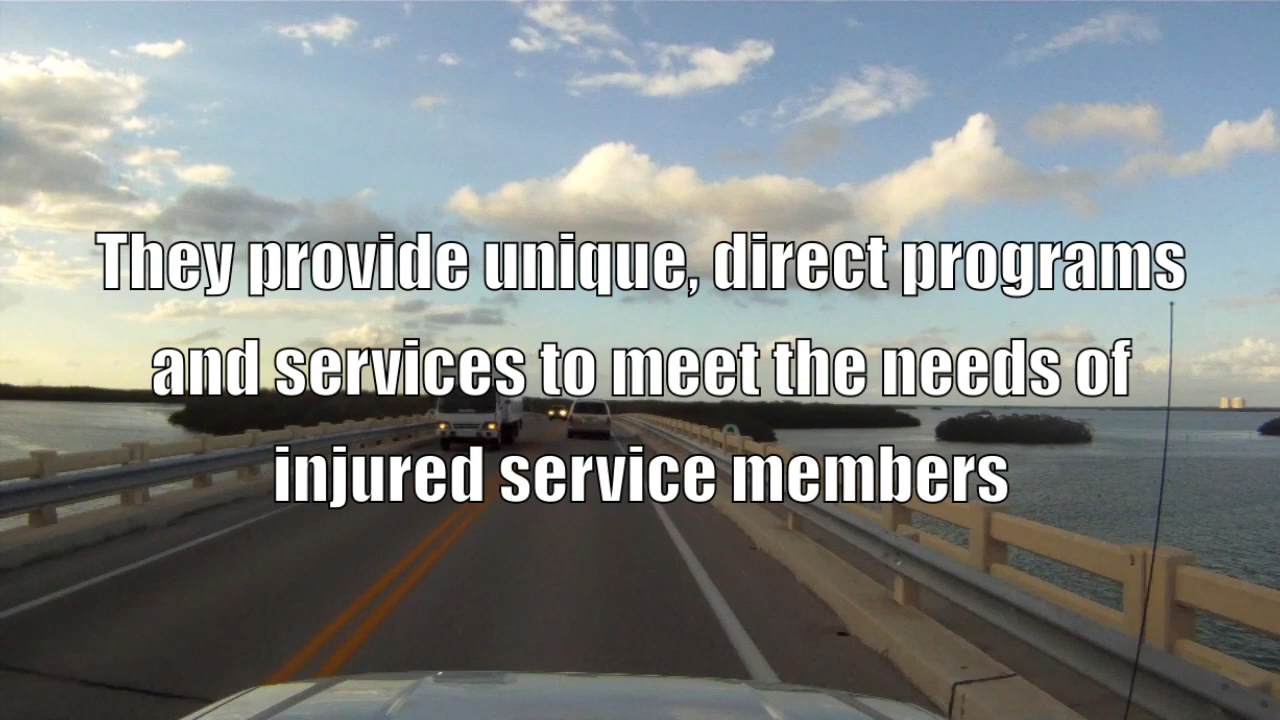 They provide unique, direct programs
and services to meet the needs of
injured service members